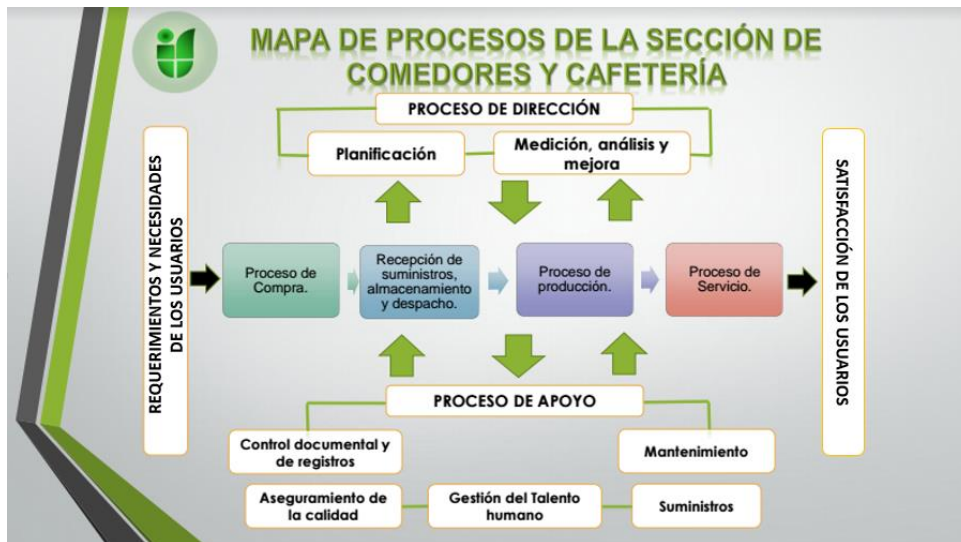 MAPA DE PROCESOS DE LA SECCIÓN DE
COMEDORES Y CAFETERÍA
PROCESO DE DIRECCIÓN
Planificación
Medición, análisis y
mejora
REQUERIMIENTOS Y NECESIDADES
DE LOS USUARIOS
Proceso de
Compra.
Recepción de
suministros,
almacenamiento
y despacho.
Proceso de
producción.
Proceso de
Servicio.
SATISFACCIÓN DE LOS USUARIOS
PROCESO DE APOYO
Control documental y
de registros
Mantenimiento
Aseguramiento de
la calidad
Gestión del Talento
humano
Suministros